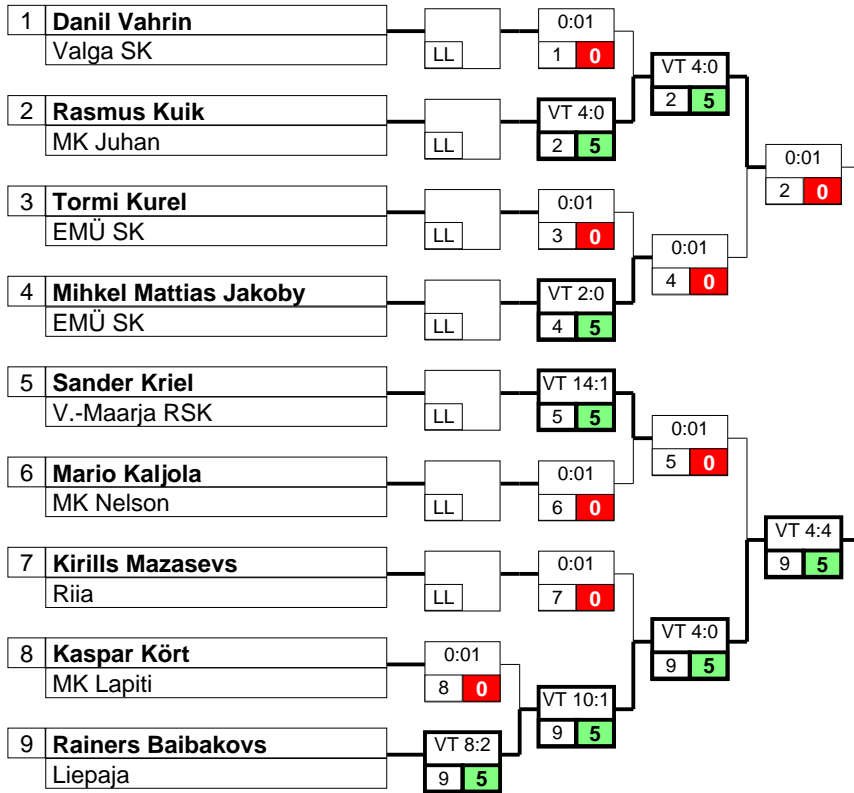 1 Danil Vahrin
Valga SK
LL
0:01
1 0
VT 4:0
2 5
2 Rasmus Kuik
MK Juhan
LL
VT 4:0
2 5
0:01
2 0
3 Tormi Kurel
EMÜ SK
LL
0:01
3 0
0:01
4 0
4 Mihkel Mattias Jakoby
EMÜ SK
LL
VT 2:0
4 5
5 Sander Kriel
V.-Maarja RSK
LL
VT 14:1
5 5
0:01
5 0
6 Mario Kaljola
MK Nelson
LL
0:01
6 0
VT 4:4
9 5
7 Kirills Mazasevs
Riia
LL
0:01
7 0
VT 4:0
9 5
8 Kaspar Kört
MK Lapiti
0:01
8 0
VT 10:1
9 5
9 Rainers Baibakovs
Liepaja
VT 8:2
9 5